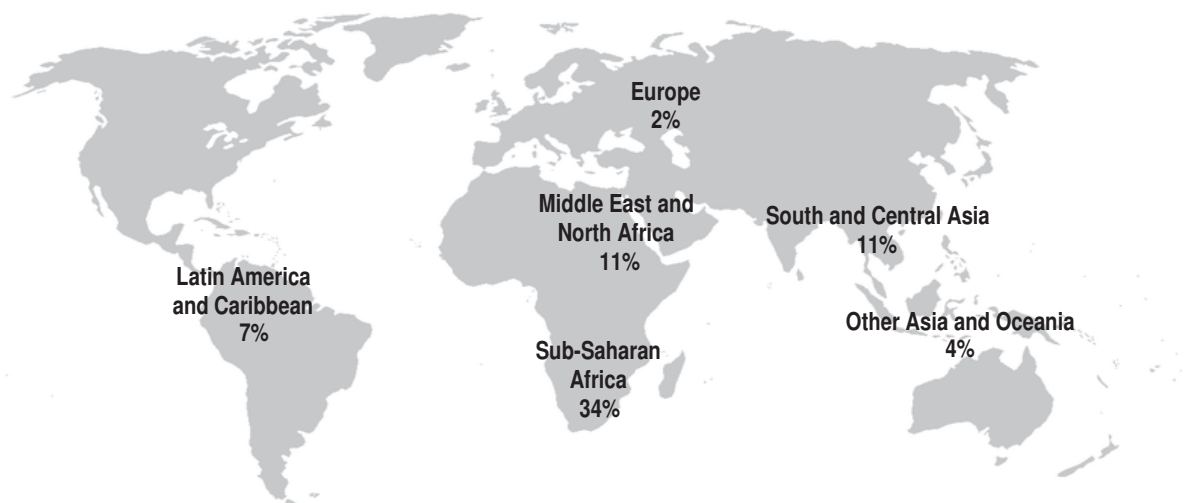 Europe
2%
Middle East and
North Africa
11%
South and Central Asia
11%
Latin America
and Caribbean
7%
Other Asia and Oceania
4%
Sub-Saharan
Africa
34%